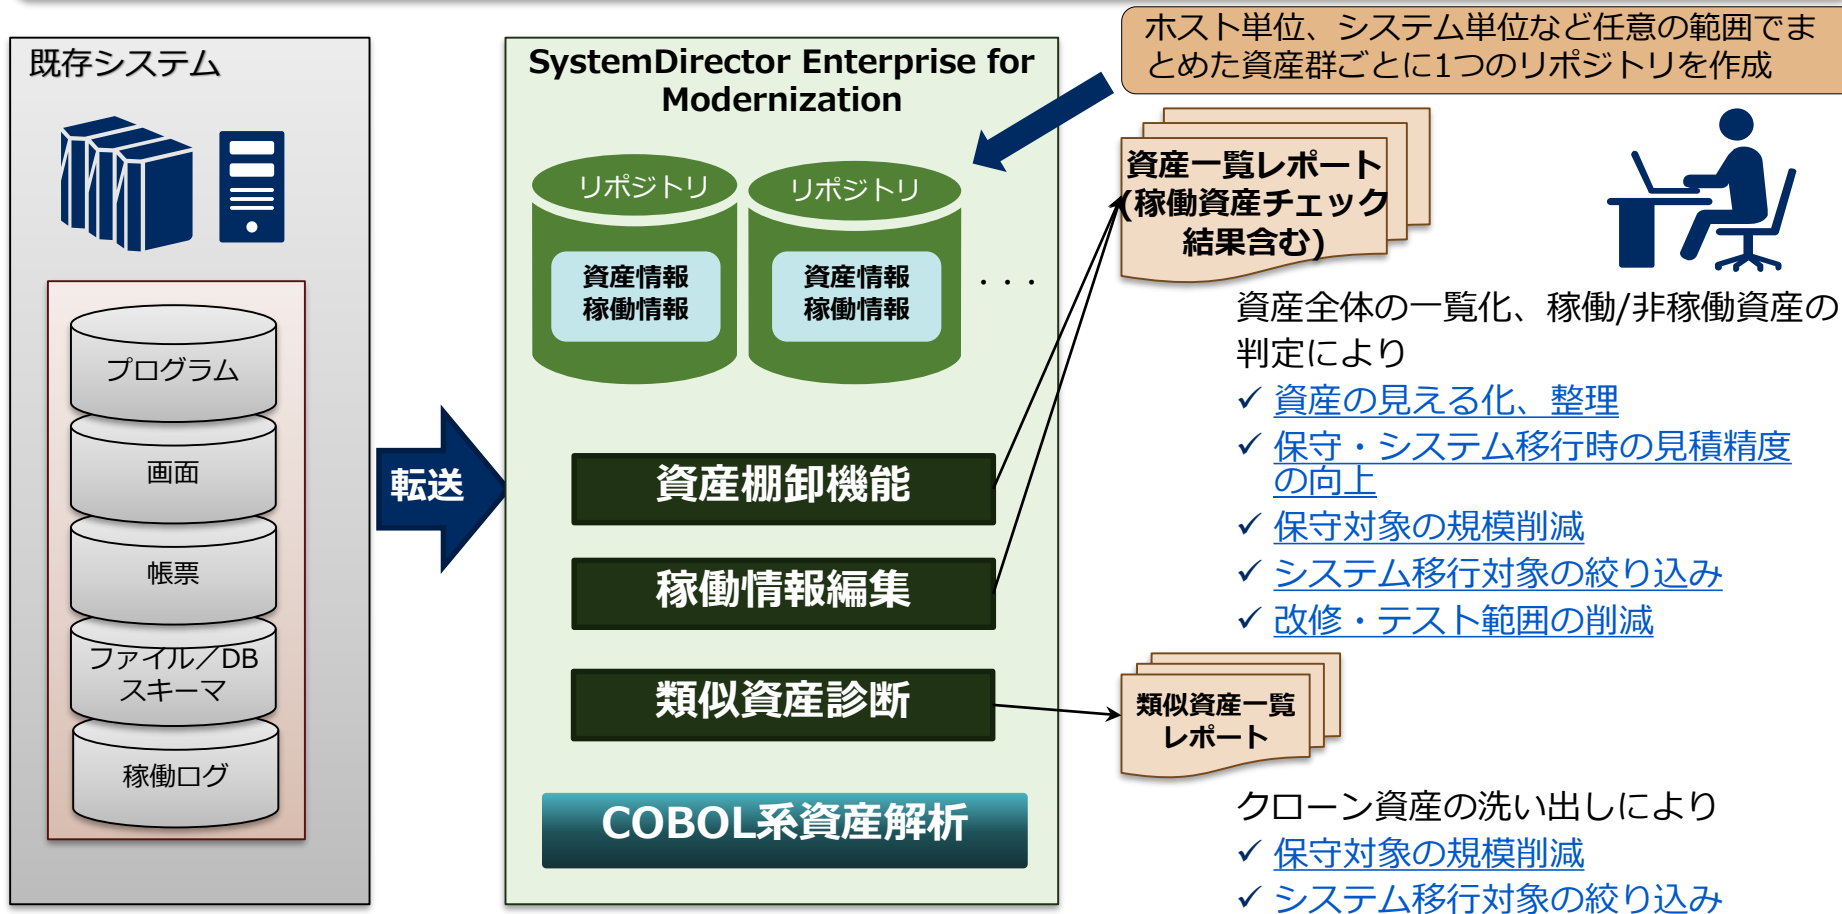 ホスト単位、システム単位など任意の範囲でま
とめた資産群ごとに1つのリポジトリを作成
既存システム
プログラム
画面
帳票
ファイル／DB
スキーマ
稼働ログ
転送
SystemDirector Enterprise for
Modernization
リポジトリ
資産情報
稼働情報
リポジトリ
資産情報
稼働情報
・・・
資産棚卸機能
稼働情報編集
類似資産診断
COBOL系資産解析
資産一覧レポート
(稼働資産チェック
結果含む)
資産全体の一覧化、稼働/非稼働資産の
判定により
✓ 資産の見える化、整理
✓ 保守・システム移行時の見積精度
の向上
✓ 保守対象の規模削減
✓ システム移行対象の絞り込み
✓ 改修・テスト範囲の削減
類似資産一覧
レポート
クローン資産の洗い出しにより
✓ 保守対象の規模削減
✓ システム移行対象の絞り込み